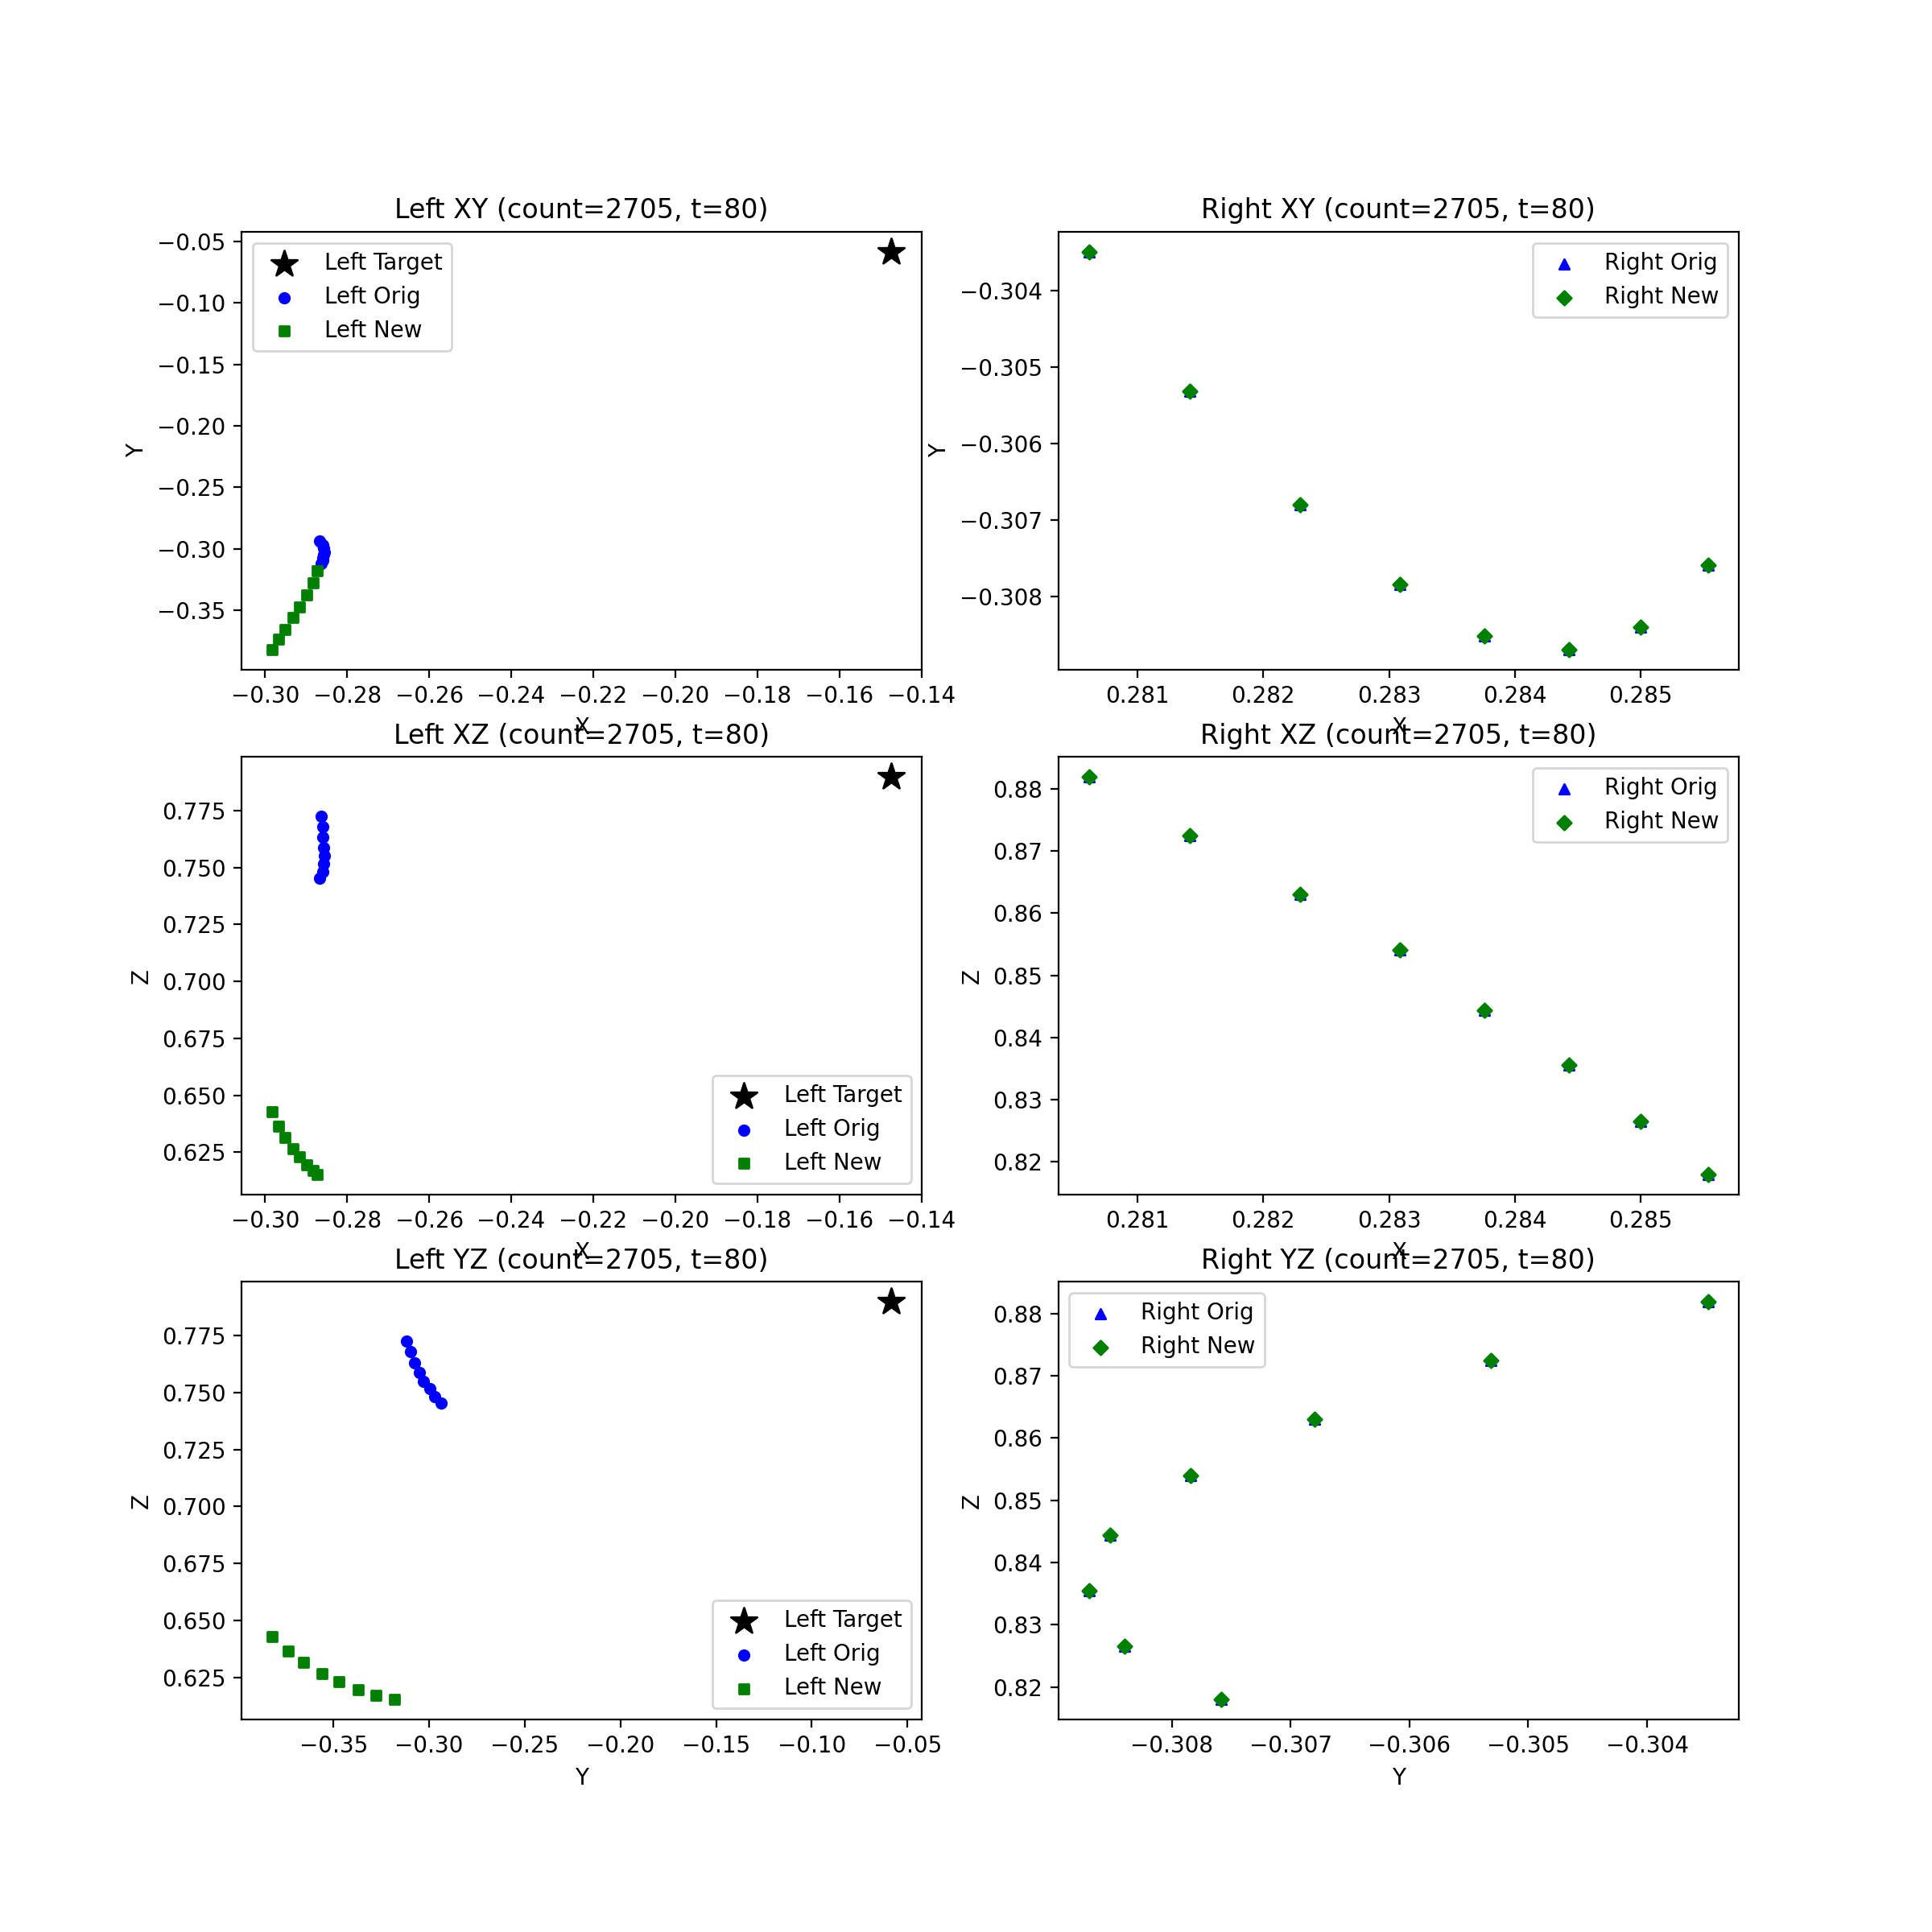 Left XY (count=2705, t=80)
Left Target
Left Orig
Left New
−0.05
−0.10
−0.15
−0.20
−0.25
−0.30
−0.35
Y
−0.30 −0.28 −0.26 −0.24 −0.22 −0.20 −0.18 −0.16 −0.14
X
Right XY (count=2705, t=80)
Right Orig
Right New
−0.304
−0.305
−0.306
−0.307
−0.308
Y
0.281 0.282 0.283 0.284 0.285
X
Left XZ (count=2705, t=80)
0.775
0.750
0.725
0.700
0.675
0.650
0.625
Z
Left Target
Left Orig
Left New
−0.30 −0.28 −0.26 −0.24 −0.22 −0.20 −0.18 −0.16 −0.14
X
Right XZ (count=2705, t=80)
Right Orig
Right New
0.88
0.87
0.86
0.85
0.84
0.83
0.82
Z
0.281 0.282 0.283 0.284 0.285
X
Left YZ (count=2705, t=80)
0.775
0.750
0.725
0.700
0.675
0.650
0.625
Z
Left Target
Left Orig
Left New
−0.35 −0.30 −0.25 −0.20 −0.15 −0.10 −0.05
Y
Right YZ (count=2705, t=80)
Right Orig
Right New
0.88
0.87
0.86
0.85
0.84
0.83
0.82
Z
−0.308 −0.307 −0.306 −0.305 −0.304
Y